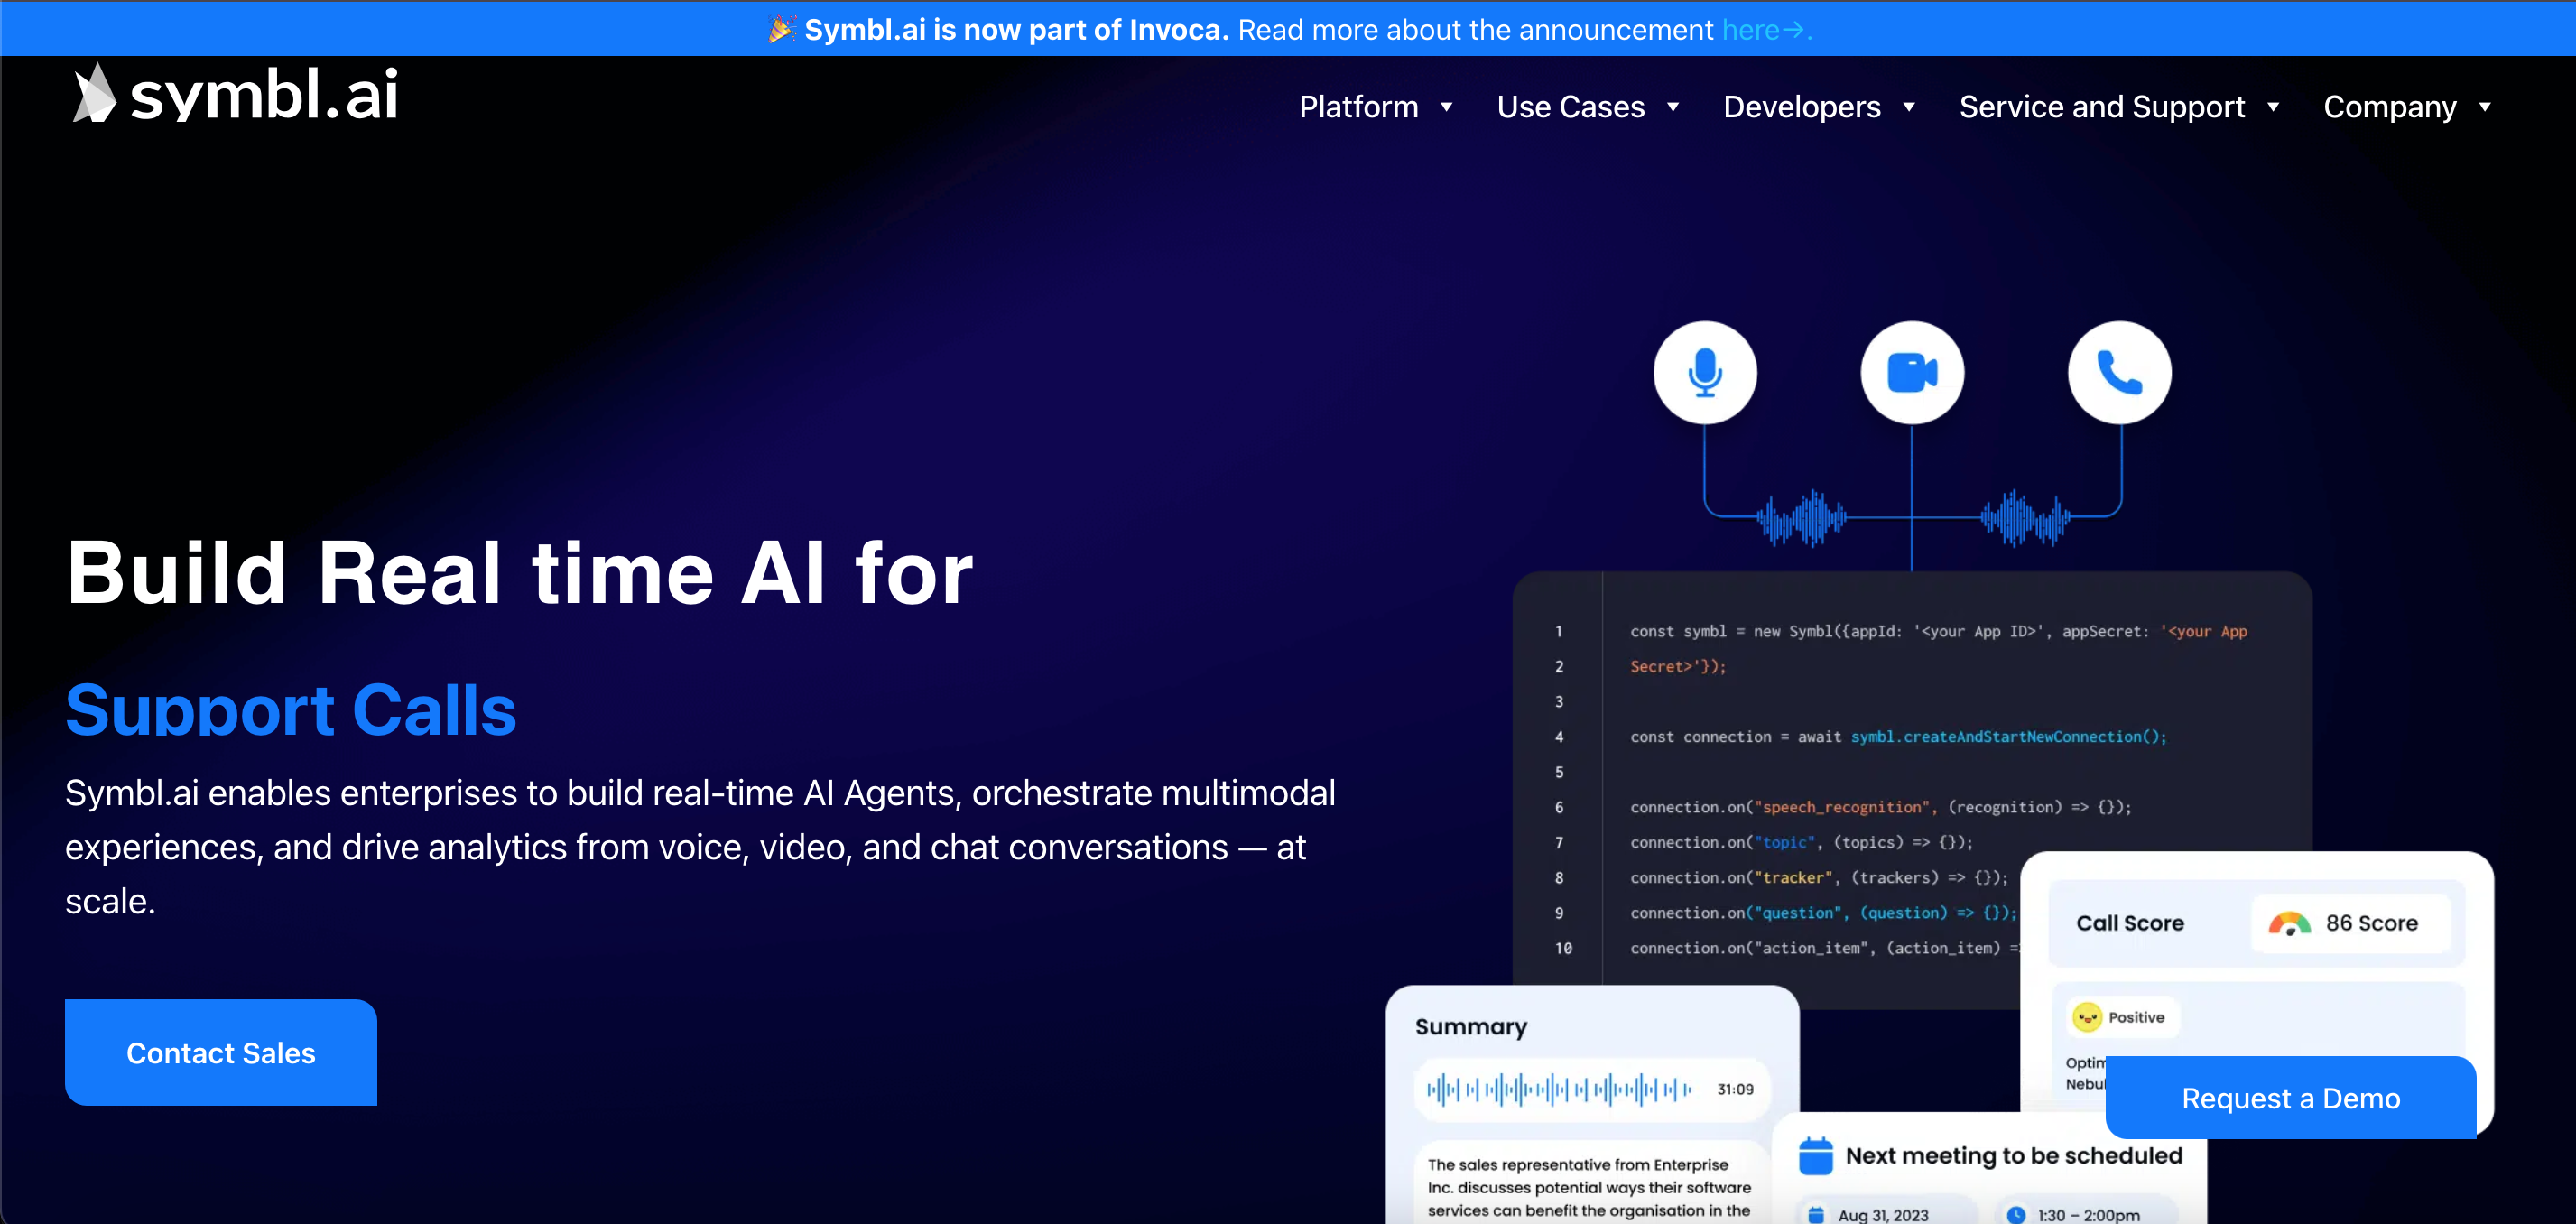 🎉 Symbl.ai is now part of Invoca. Read more about the announcement here→.
symbl.ai
Platform ▼ Use Cases ▼ Developers ▼ Service and Support ▼ Company ▼
Build Real time AI for
Support Calls
Symbl.ai enables enterprises to build real-time AI Agents, orchestrate multimodal
experiences, and drive analytics from voice, video, and chat conversations — at
scale.
Contact Sales
1 const symbl = new Symbl({appId: '<your App ID>', appSecret: '<your App
2 Secret>'});
3
4 const connection = await symbl.createAndStartNewConnection();
5
6 connection.on("speech_recognition", (recognition) => {});
7 connection.on("topic", (topics) => {});
8 connection.on("tracker", (trackers) => {});
9 connection.on("question", (question) => {});
10 connection.on("action_item", (action_item) =
Call Score 86 Score
Positive
Optim
Nebul
Request a Demo
Summary
31:09
The sales representative from Enterprise
Inc. discusses potential ways their software
services can benefit the organisation in the
Next meeting to be scheduled
Aug 31, 2023 1:30 – 2:00pm